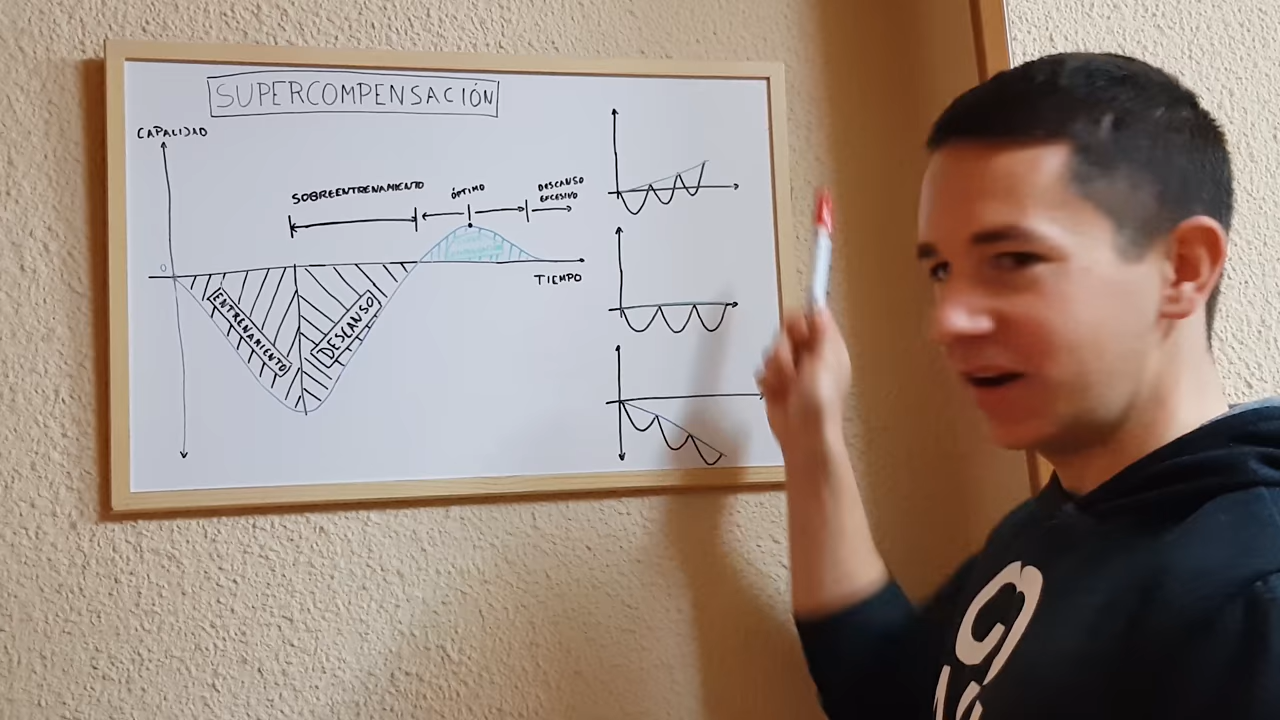 SUPERCOMPENSACIÓN
CAPACIDAD
SOBREENTRENAMIENTO
ÓPTIMO
DESCANSO
EXCESIVO
0
TIEMPO
ENTRENAMIENTO
DESCANSO